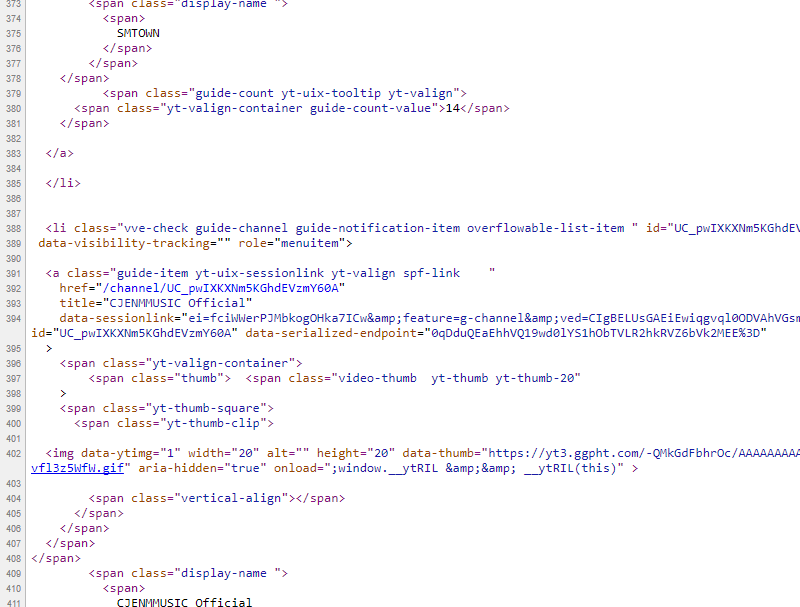 373 <span class="display-name ">
374 <span>
375 SMTOWN
376 </span>
377 </span>
378 </span>
379 <span class="guide-count yt-uix-tooltip yt-valign">
380 <span class="yt-valign-container guide-count-value">14</span>
381 </span>
382
383 </a>
384
385 </li>
386
387
388 <li class="vve-check guide-channel guide-notification-item overflowable-list-item " id="UC_pwIXKXNm5KGhdEV
389 data-visibility-tracking="" role="menuitem">
390
391 <a class="guide-item yt-uix-sessionlink yt-valign spf-link "
392 href="/channel/UC_pwIXKXNm5KGhdEVzmY60A"
393 title="CJENMMUSIC Official"
394 data-sessionlink="ei=fciWWerPJMbkogOHka7ICw&amp;feature=g-channel&amp;ved=CIgBELUsGAEiEwiqgvql0ODVAhVGsm
id="UC_pwIXKXNm5KGhdEVzmY60A" data-serialized-endpoint="0qDduQEaEhhVQ19wd0lYS1hObTVLR2hkRVZ6bVk2MEE%3D"
395 >
396 <span class="yt-valign-container">
397 <span class="thumb"> <span class="video-thumb yt-thumb yt-thumb-20"
398 >
399 <span class="yt-thumb-square">
400 <span class="yt-thumb-clip">
401
402 <img data-ytimg="1" width="20" alt="" height="20" data-thumb="https://yt3.ggpht.com/-QMkGdFbhrOc/AAAAAAAAA
vfl3z5WfW.gif" aria-hidden="true" onload=";window.__ytRIL &amp;&amp; __ytRIL(this)" >
403
404 <span class="vertical-align"></span>
405 </span>
406 </span>
407 </span>
408 </span>
409 <span class="display-name ">
410 <span>
411 CJENMMUSIC Official